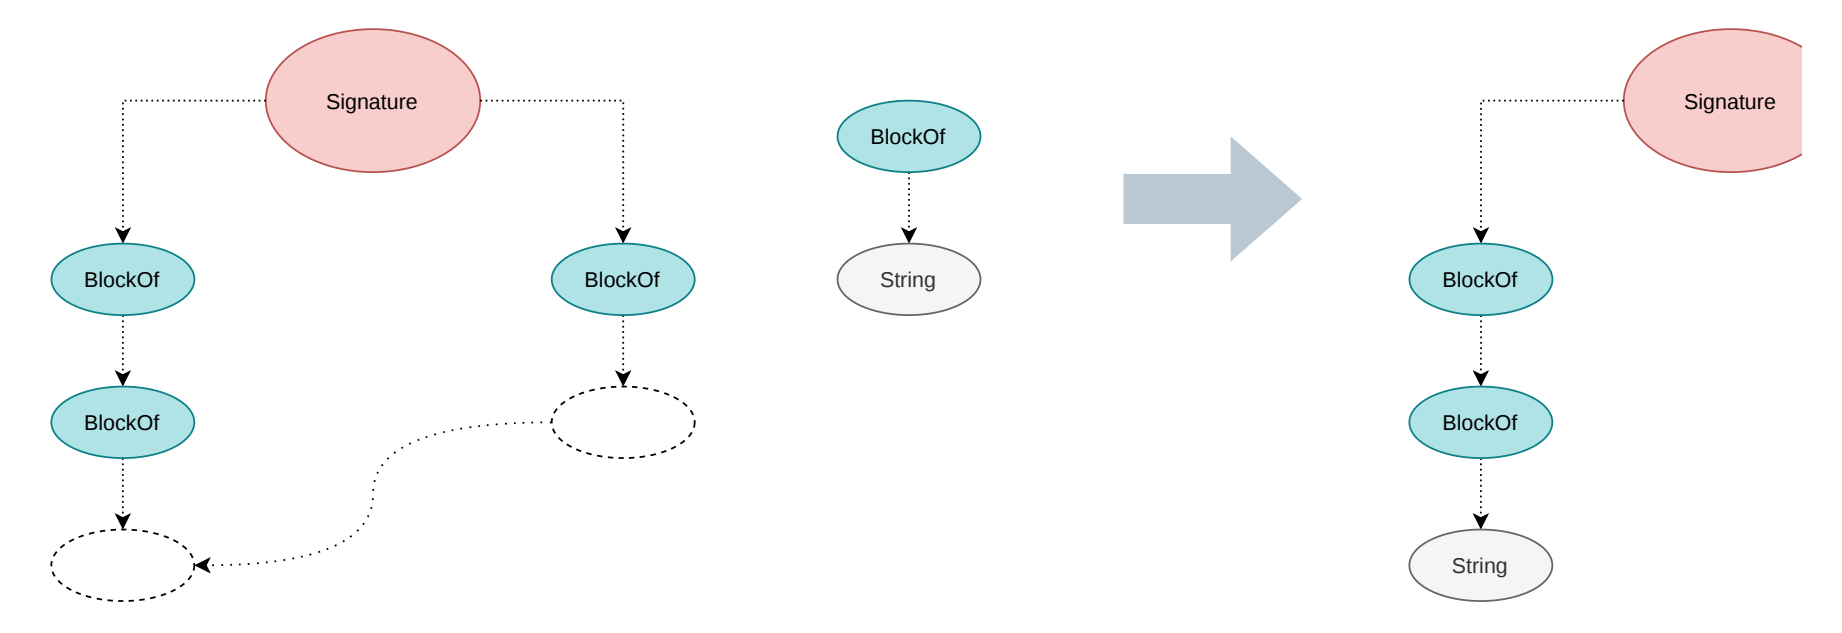 Signature
BlockOf
BlockOf
BlockOf
BlockOf
String
Signature
BlockOf
BlockOf
String